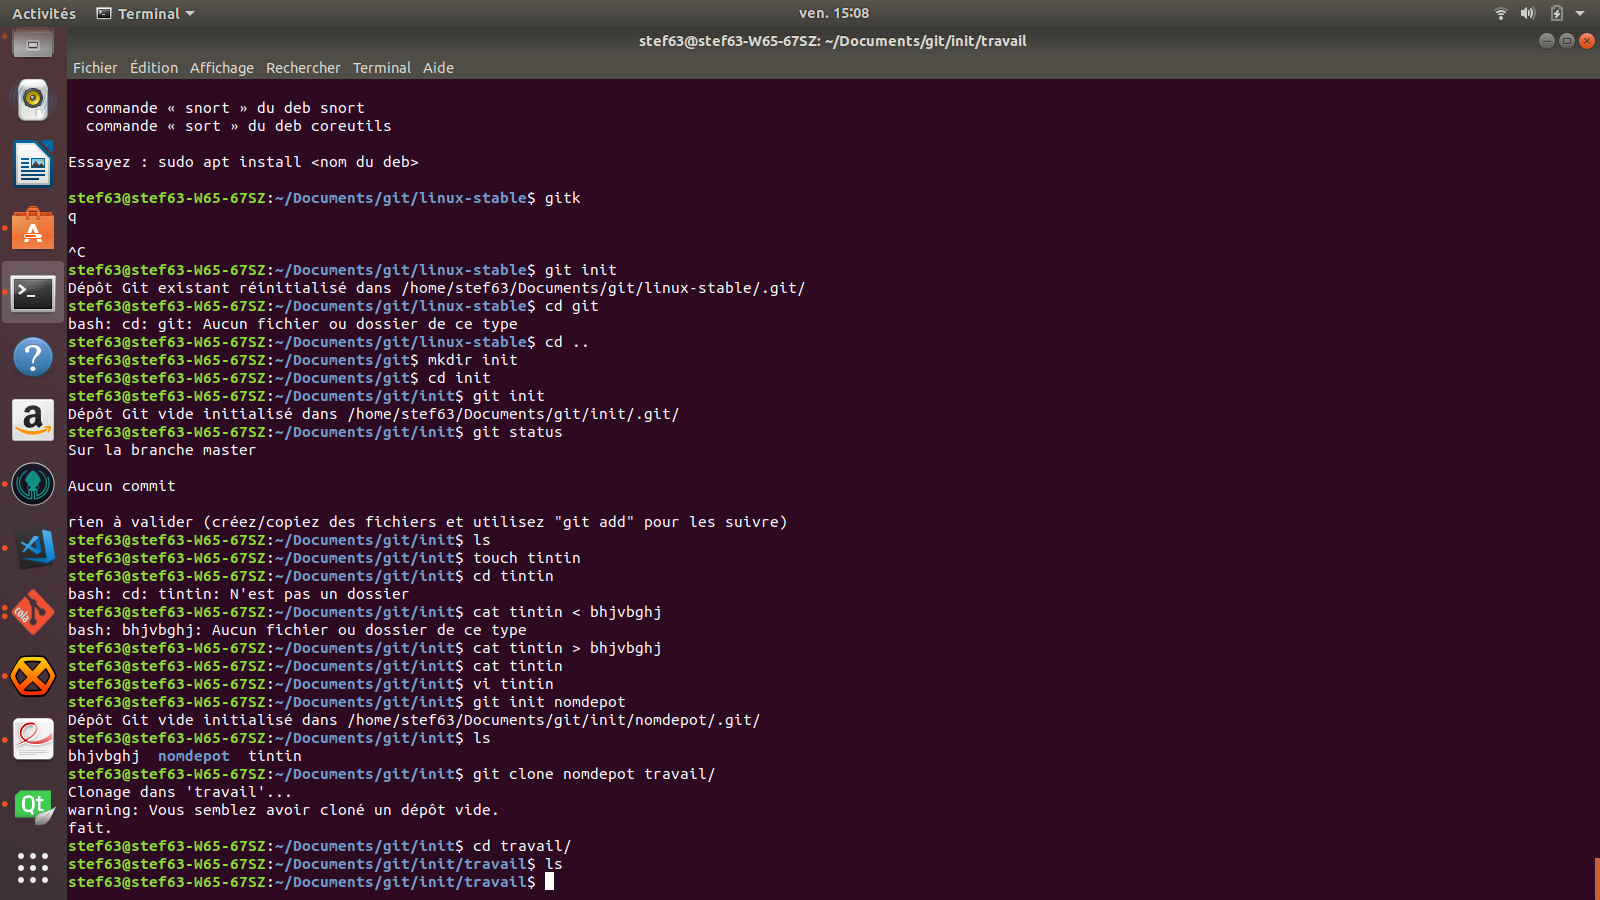 Activités Terminal ven. 15:08
stef63@stef63-W65-67SZ: ~/Documents/git/init/travail
Fichier Édition Affichage Rechercher Terminal Aide
commande « snort » du deb snort
commande « sort » du deb coreutils
Essayez : sudo apt install <nom du deb>
stef63@stef63-W65-67SZ:~/Documents/git/linux-stable$ gitk
q
^C
stef63@stef63-W65-67SZ:~/Documents/git/linux-stable$ git init
Dépôt Git existant réinitialisé dans /home/stef63/Documents/git/linux-stable/.git/
stef63@stef63-W65-67SZ:~/Documents/git/linux-stable$ cd git
bash: cd: git: Aucun fichier ou dossier de ce type
stef63@stef63-W65-67SZ:~/Documents/git/linux-stable$ cd ..
stef63@stef63-W65-67SZ:~/Documents/git$ mkdir init
stef63@stef63-W65-67SZ:~/Documents/git$ cd init
stef63@stef63-W65-67SZ:~/Documents/git/init$ git init
Dépôt Git vide initialisé dans /home/stef63/Documents/git/init/.git/
stef63@stef63-W65-67SZ:~/Documents/git/init$ git status
Sur la branche master
Aucun commit
rien à valider (créez/copiez des fichiers et utilisez "git add" pour les suivre)
stef63@stef63-W65-67SZ:~/Documents/git/init$ ls
stef63@stef63-W65-67SZ:~/Documents/git/init$ touch tintin
stef63@stef63-W65-67SZ:~/Documents/git/init$ cd tintin
bash: cd: tintin: N'est pas un dossier
stef63@stef63-W65-67SZ:~/Documents/git/init$ cat tintin < bhjvbghj
bash: bhjvbghj: Aucun fichier ou dossier de ce type
stef63@stef63-W65-67SZ:~/Documents/git/init$ cat tintin > bhjvbghj
stef63@stef63-W65-67SZ:~/Documents/git/init$ cat tintin
stef63@stef63-W65-67SZ:~/Documents/git/init$ vi tintin
stef63@stef63-W65-67SZ:~/Documents/git/init$ git init nomdepot
Dépôt Git vide initialisé dans /home/stef63/Documents/git/init/nomdepot/.git/
stef63@stef63-W65-67SZ:~/Documents/git/init$ ls
bhjvbghj nomdepot tintin
stef63@stef63-W65-67SZ:~/Documents/git/init$ git clone nomdepot travail/
Clonage dans 'travail'...
warning: Vous semblez avoir cloné un dépôt vide.
fait.
stef63@stef63-W65-67SZ:~/Documents/git/init$ cd travail/
stef63@stef63-W65-67SZ:~/Documents/git/init/travail$ ls
stef63@stef63-W65-67SZ:~/Documents/git/init/travail$
A
>_
?
a
cola
Qt